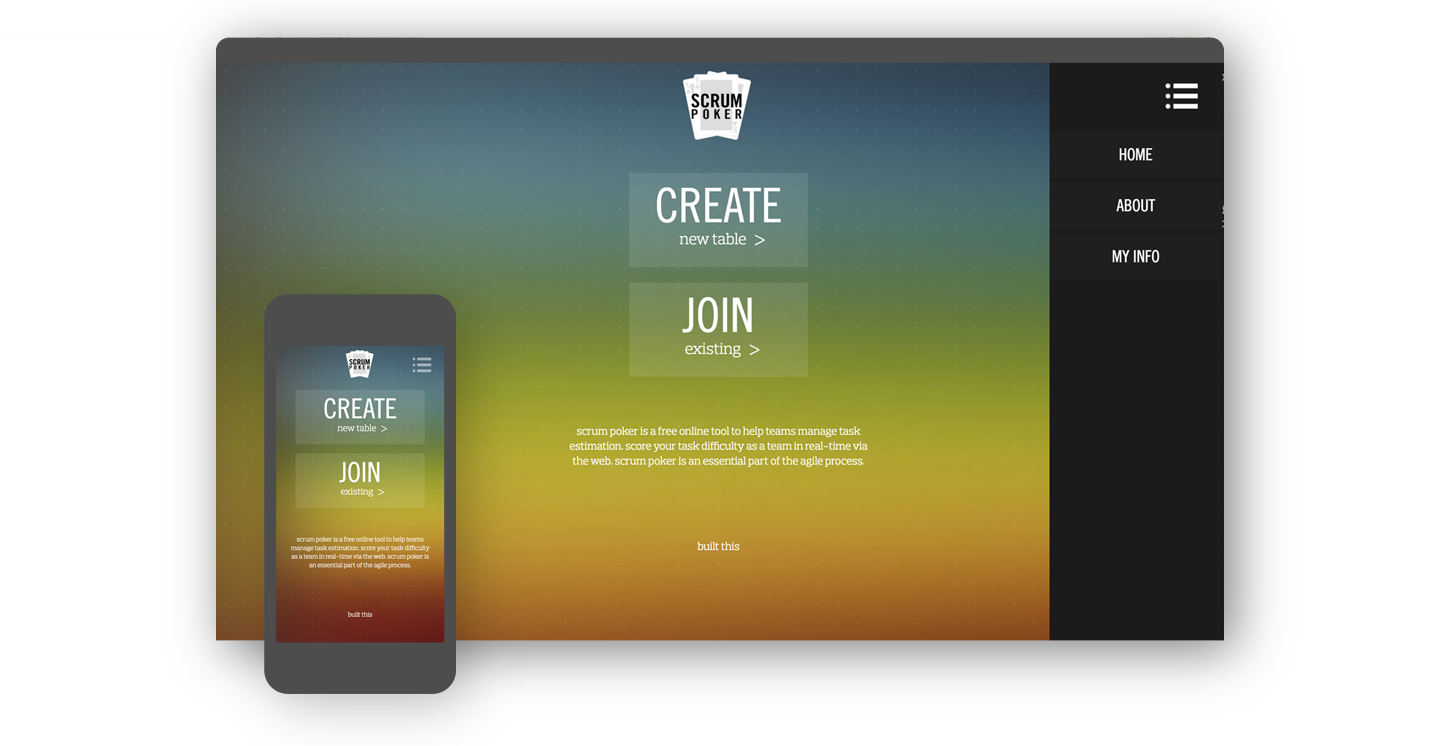 SCRUM
POKER
HOME
CREATE
new table >
ABOUT
MY INFO
JOIN
existing >
scrum poker is a free online tool to help teams manage task
estimation. score your task difficulty as a team in real-time via
the web. scrum poker is an essential part of the agile process.
built this
SCRUM
POKER
CREATE
new table >
JOIN
existing >
scrum poker is a free online tool to help teams
manage task estimation. score your task difficulty
as a team in real-time via the web. scrum poker is
an essential part of the agile process.
built this